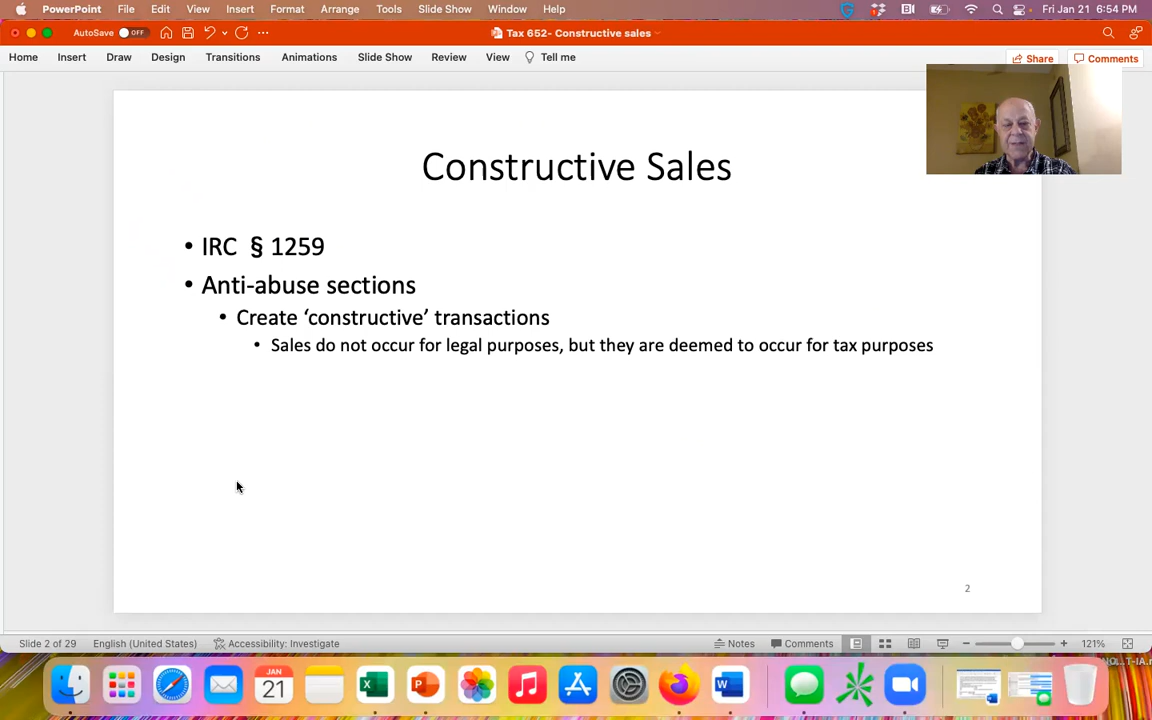 PowerPoint File Edit View Insert Format Arrange Tools Slide Show Window Help Fri Jan 21 6:54 PM
AutoSave OFF Tax 652- Constructive sales
Home Insert Draw Design Transitions Animations Slide Show Review View Tell me Share Comments
Constructive Sales
• IRC § 1259
• Anti-abuse sections
• Create ‘constructive’ transactions
• Sales do not occur for legal purposes, but they are deemed to occur for tax purposes
2
Slide 2 of 29 English (United States) Accessibility: Investigate Notes Comments 121%
JAN
21